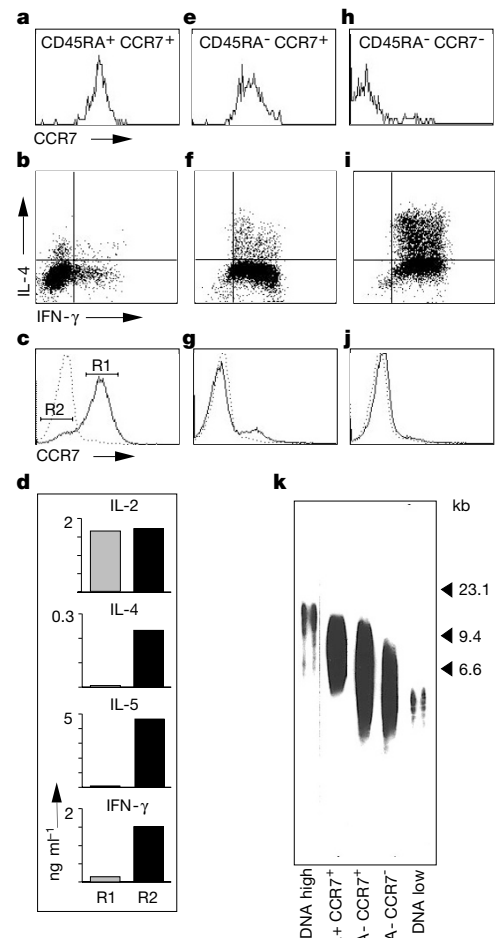 a
e
h
CD45RA+ CCR7+
CD45RA- CCR7+
CD45RA- CCR7-
CCR7
b
f
i
IL-4
IFN-γ
c
g
j
R1
R2
CCR7
d
k
IL-2
2
IL-4
0.3
IL-5
5
IFN-γ
2
ng ml–1
R1 R2
kb
23.1
9.4
6.6
DNA high
+ CCR7+
A- CCR7+
A- CCR7-
DNA low